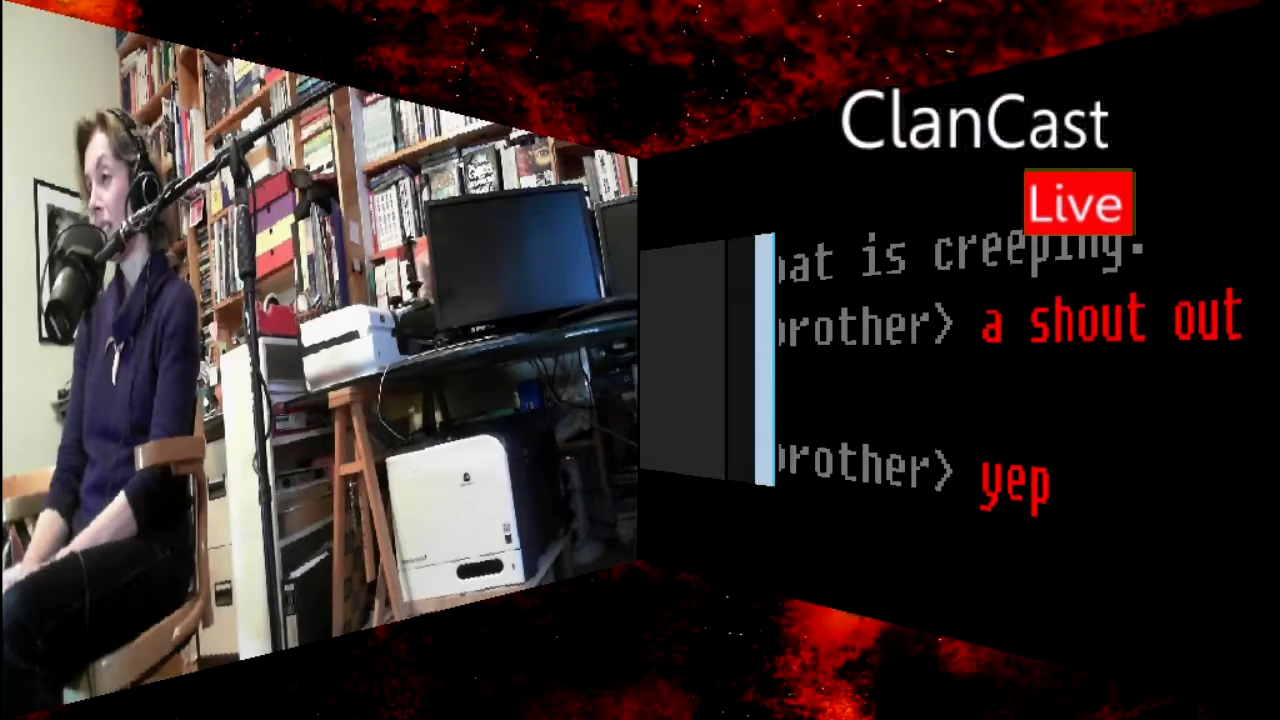 ClanCast
Live
at is creeping.
rother> a shout out
rother> yep